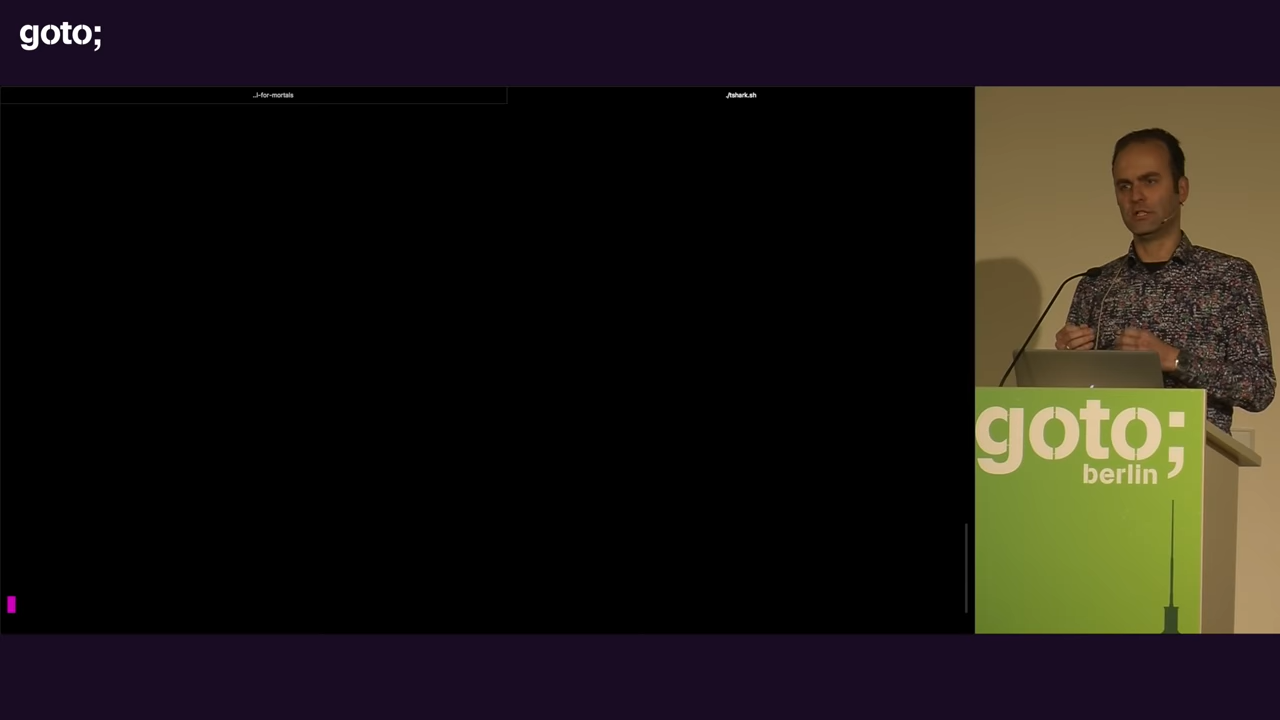 goto;
..l-for-mortals
./tshark.sh
goto;
berlin